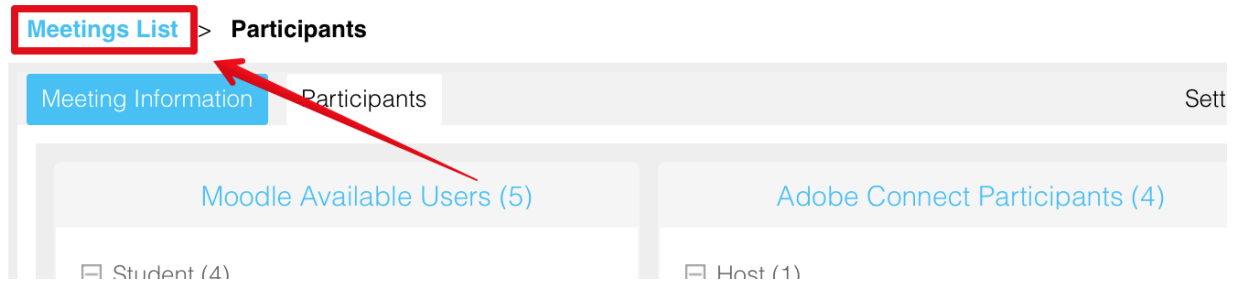 Meetings List > Participants
Meeting Information Participants Sett
Moodle Available Users (5) Adobe Connect Participants (4)
Student (4) Host (1)